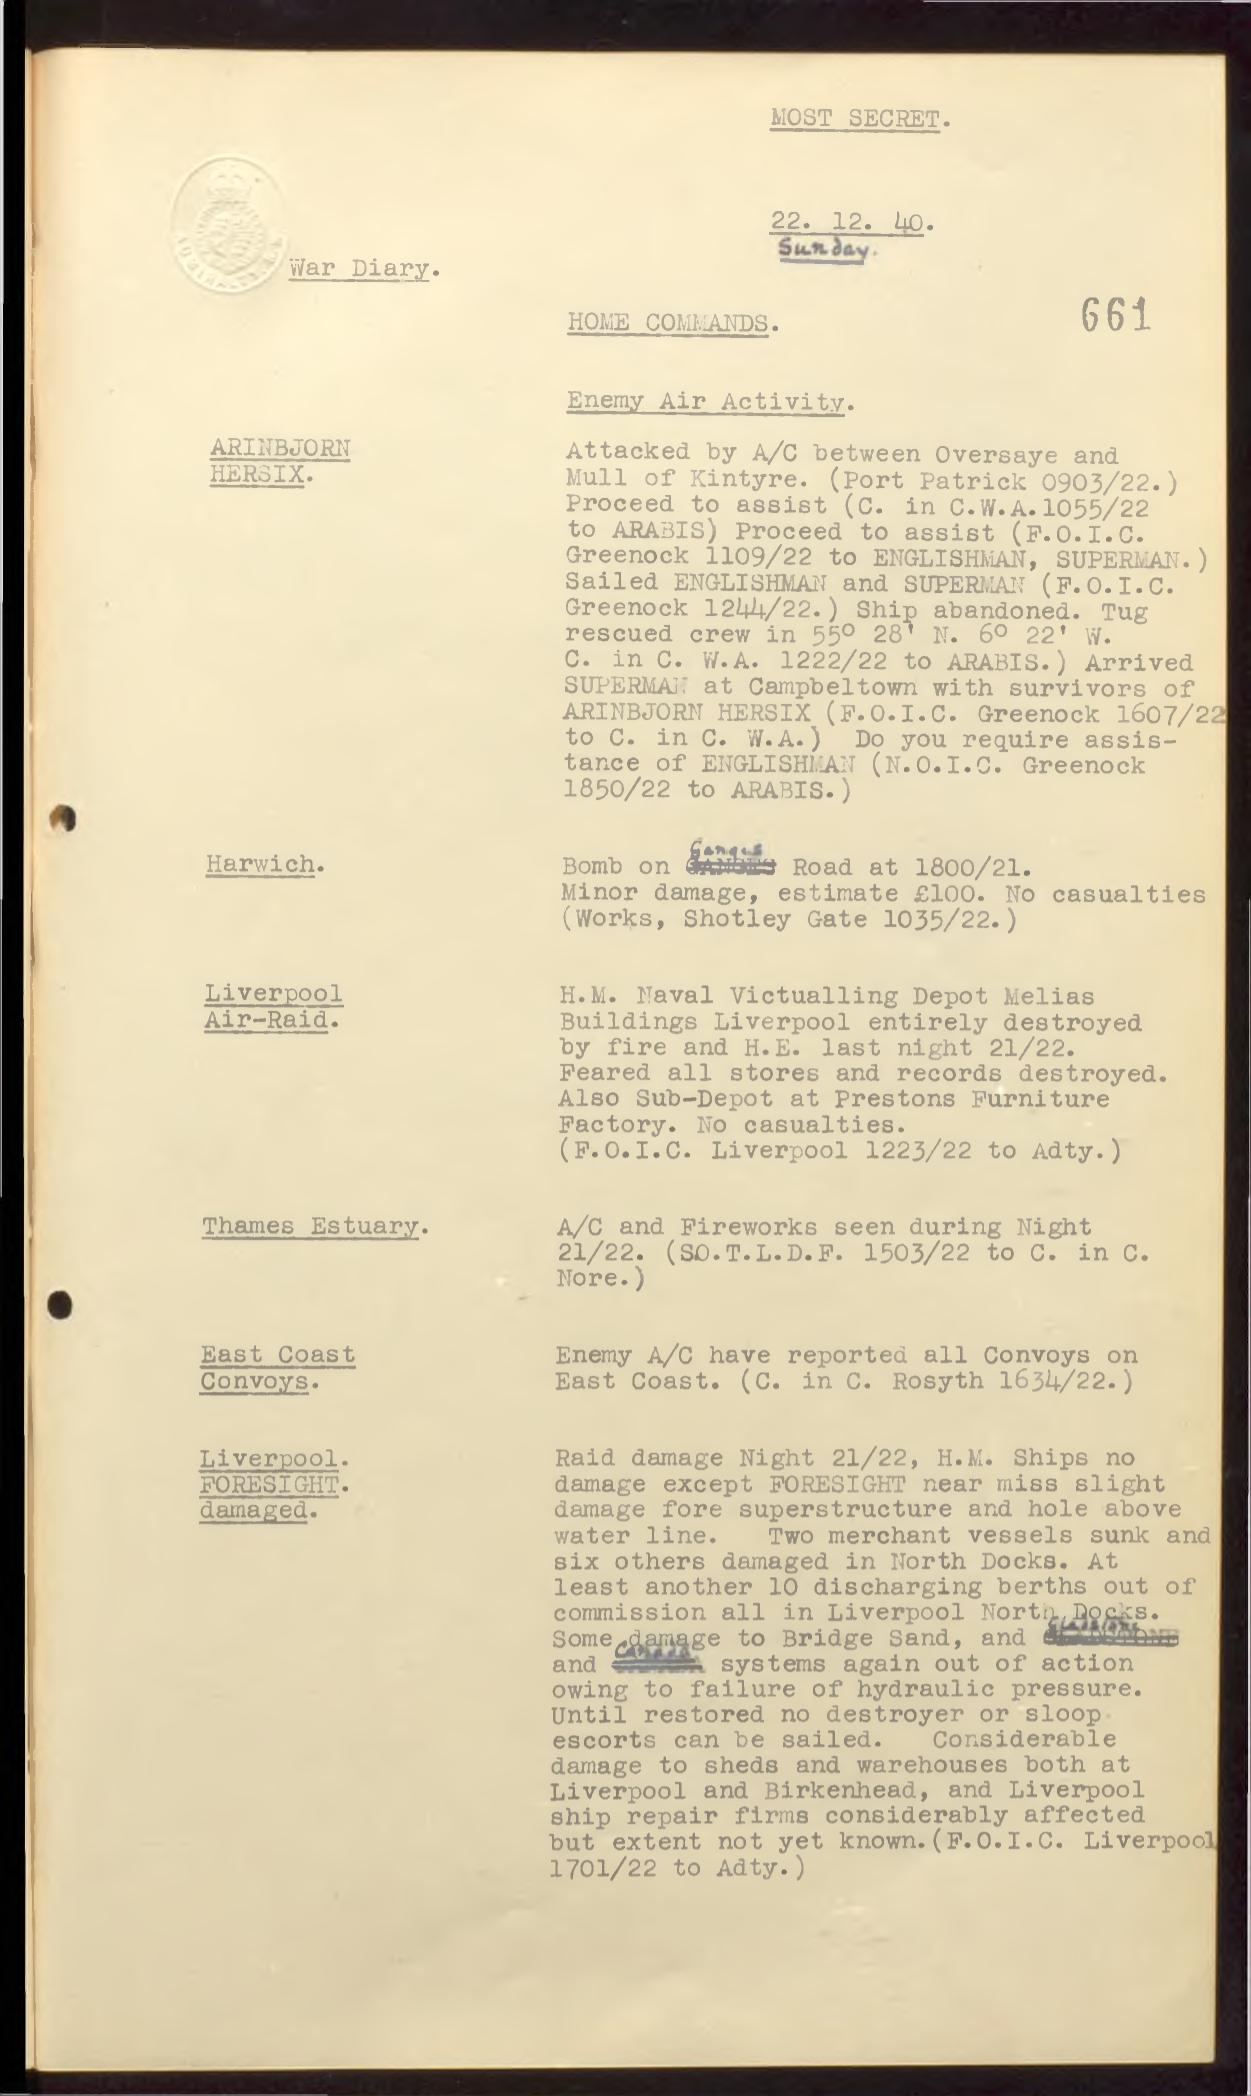 MOST SECRET.
22. 12. 40.
Sunday.
War Diary.
HOME COMMANDS.
661
Enemy Air Activity.
ARINBJORN
HERSIX.
Attacked by A/C between Oversaye and
Mull of Kintyre. (Port Patrick 0903/22.)
Proceed to assist (C. in C.W.A.1055/22
to ARABIS) Proceed to assist (F.O.I.C.
Greenock 1109/22 to ENGLISHMAN, SUPERMAN.)
Sailed ENGLISHMAN and SUPERMAN (F.O.I.C.
Greenock 1244/22.) Ship abandoned. Tug
rescued crew in 55º 28' N. 6º 22' W.
C. in C. W.A. 1222/22 to ARABIS.) Arrived
SUPERMAN at Campbeltown with survivors of
ARINBJORN HERSIX (F.O.I.C. Greenock 1607/22
to C. in C. W.A.) Do you require assis-
tance of ENGLISHMAN (N.O.I.C. Greenock
1850/22 to ARABIS.)
Harwich.
Ganges
Bomb on GANGES Road at 1800/21.
Minor damage, estimate £100. No casualties
(Works, Shotley Gate 1035/22.)
Liverpool
Air-Raid.
H.M. Naval Victualling Depot Melias
Buildings Liverpool entirely destroyed
by fire and H.E. last night 21/22.
Feared all stores and records destroyed.
Also Sub-Depot at Prestons Furniture
Factory. No casualties.
(F.O.I.C. Liverpool 1223/22 to Adty.)
Thames Estuary.
A/C and Fireworks seen during Night
21/22. (SO.T.L.D.F. 1503/22 to C. in C.
Nore.)
East Coast
Convoys.
Enemy A/C have reported all Convoys on
East Coast. (C. in C. Rosyth 1634/22.)
Liverpool.
FORESIGHT.
damaged.
Raid damage Night 21/22, H.M. Ships no
damage except FORESIGHT near miss slight
damage fore superstructure and hole above
water line. Two merchant vessels sunk and
six others damaged in North Docks. At
least another 10 discharging berths out of
commission all in Liverpool North Docks.
Gladstone
Some damage to Bridge Sand, and GLADSTONE
Canada
and systems again out of action
owing to failure of hydraulic pressure.
Until restored no destroyer or sloop
escorts can be sailed. Considerable
damage to sheds and warehouses both at
Liverpool and Birkenhead, and Liverpool
ship repair firms considerably affected
but extent not yet known.(F.O.I.C. Liverpool
1701/22 to Adty.)